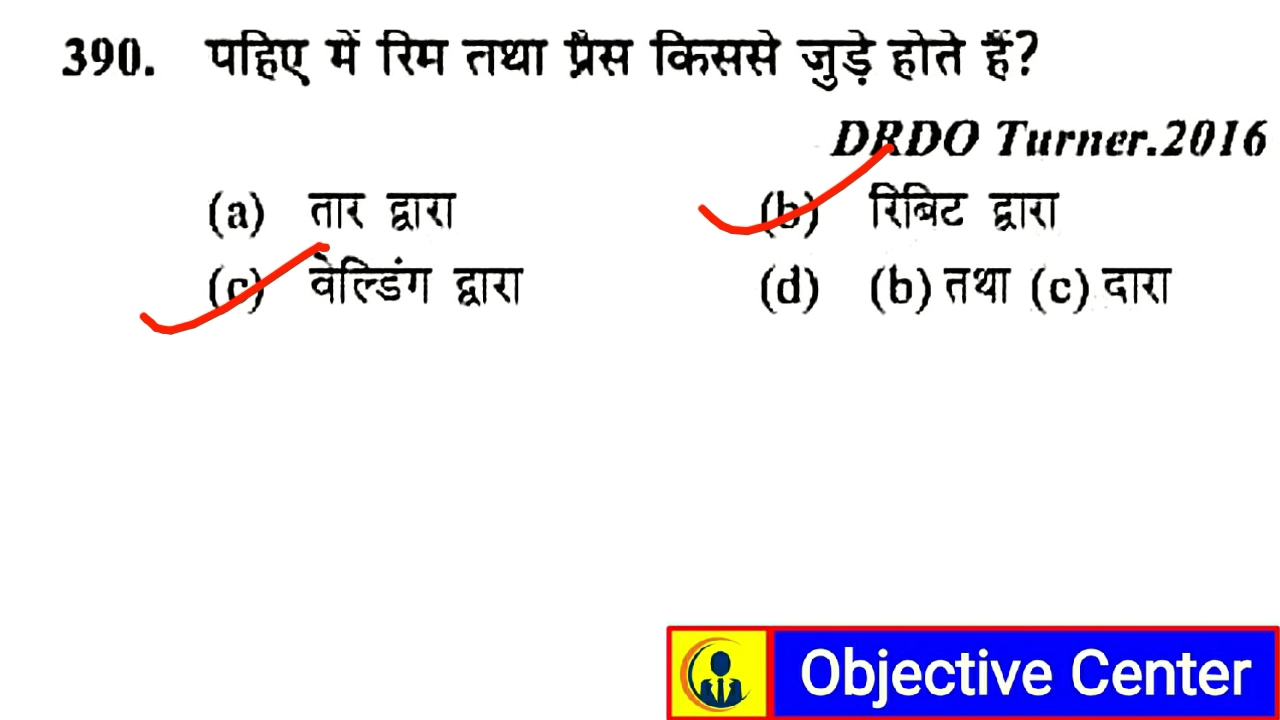 390. पहिए में रिम तथा प्रैस किससे जुड़े होते हैं?
DRDO Turner.2016
(a) तार द्वारा (b) रिबिट द्वारा
(c) वेल्डिंग द्वारा (d) (b) तथा (c) दारा
Objective Center